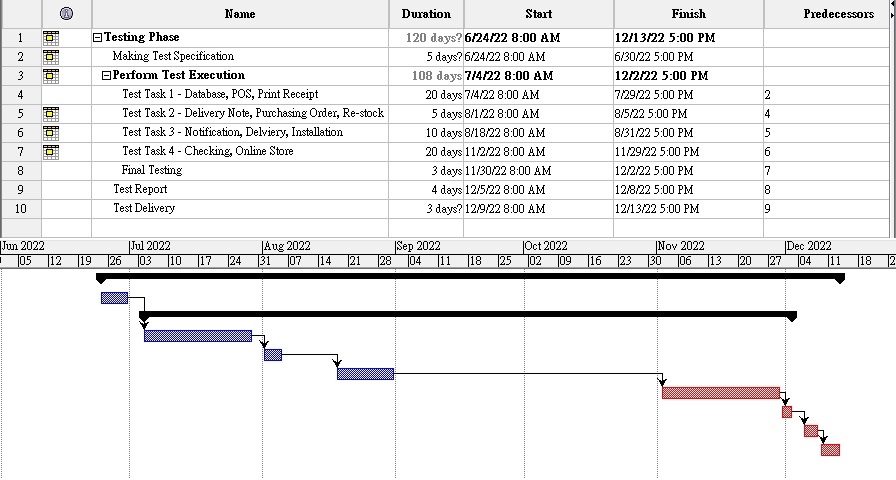 Name Duration Start Finish Predecessors
1 Testing Phase 120 days? 6/24/22 8:00 AM 12/13/22 5:00 PM
2 Making Test Specification 5 days? 6/24/22 8:00 AM 6/30/22 5:00 PM
3 Perform Test Execution 108 days 7/4/22 8:00 AM 12/2/22 5:00 PM
4 Test Task 1 - Database, POS, Print Receipt 20 days 7/4/22 8:00 AM 7/29/22 5:00 PM 2
5 Test Task 2 - Delivery Note, Purchasing Order, Re-stock 5 days 8/1/22 8:00 AM 8/5/22 5:00 PM 4
6 Test Task 3 - Notification, Delviery, Installation 10 days 8/18/22 8:00 AM 8/31/22 5:00 PM 5
7 Test Task 4 - Checking, Online Store 20 days 11/2/22 8:00 AM 11/29/22 5:00 PM 6
8 Final Testing 3 days 11/30/22 8:00 AM 12/2/22 5:00 PM 7
9 Test Report 4 days 12/5/22 8:00 AM 12/8/22 5:00 PM 8
10 Test Delivery 3 days? 12/9/22 8:00 AM 12/13/22 5:00 PM 9
Jun 2022 Jul 2022 Aug 2022 Sep 2022 Oct 2022 Nov 2022 Dec 2022
05 12 19 26 03 10 17 24 31 07 14 21 28 04 11 18 25 02 09 16 23 30 06 13 20 27 04 11 18 2